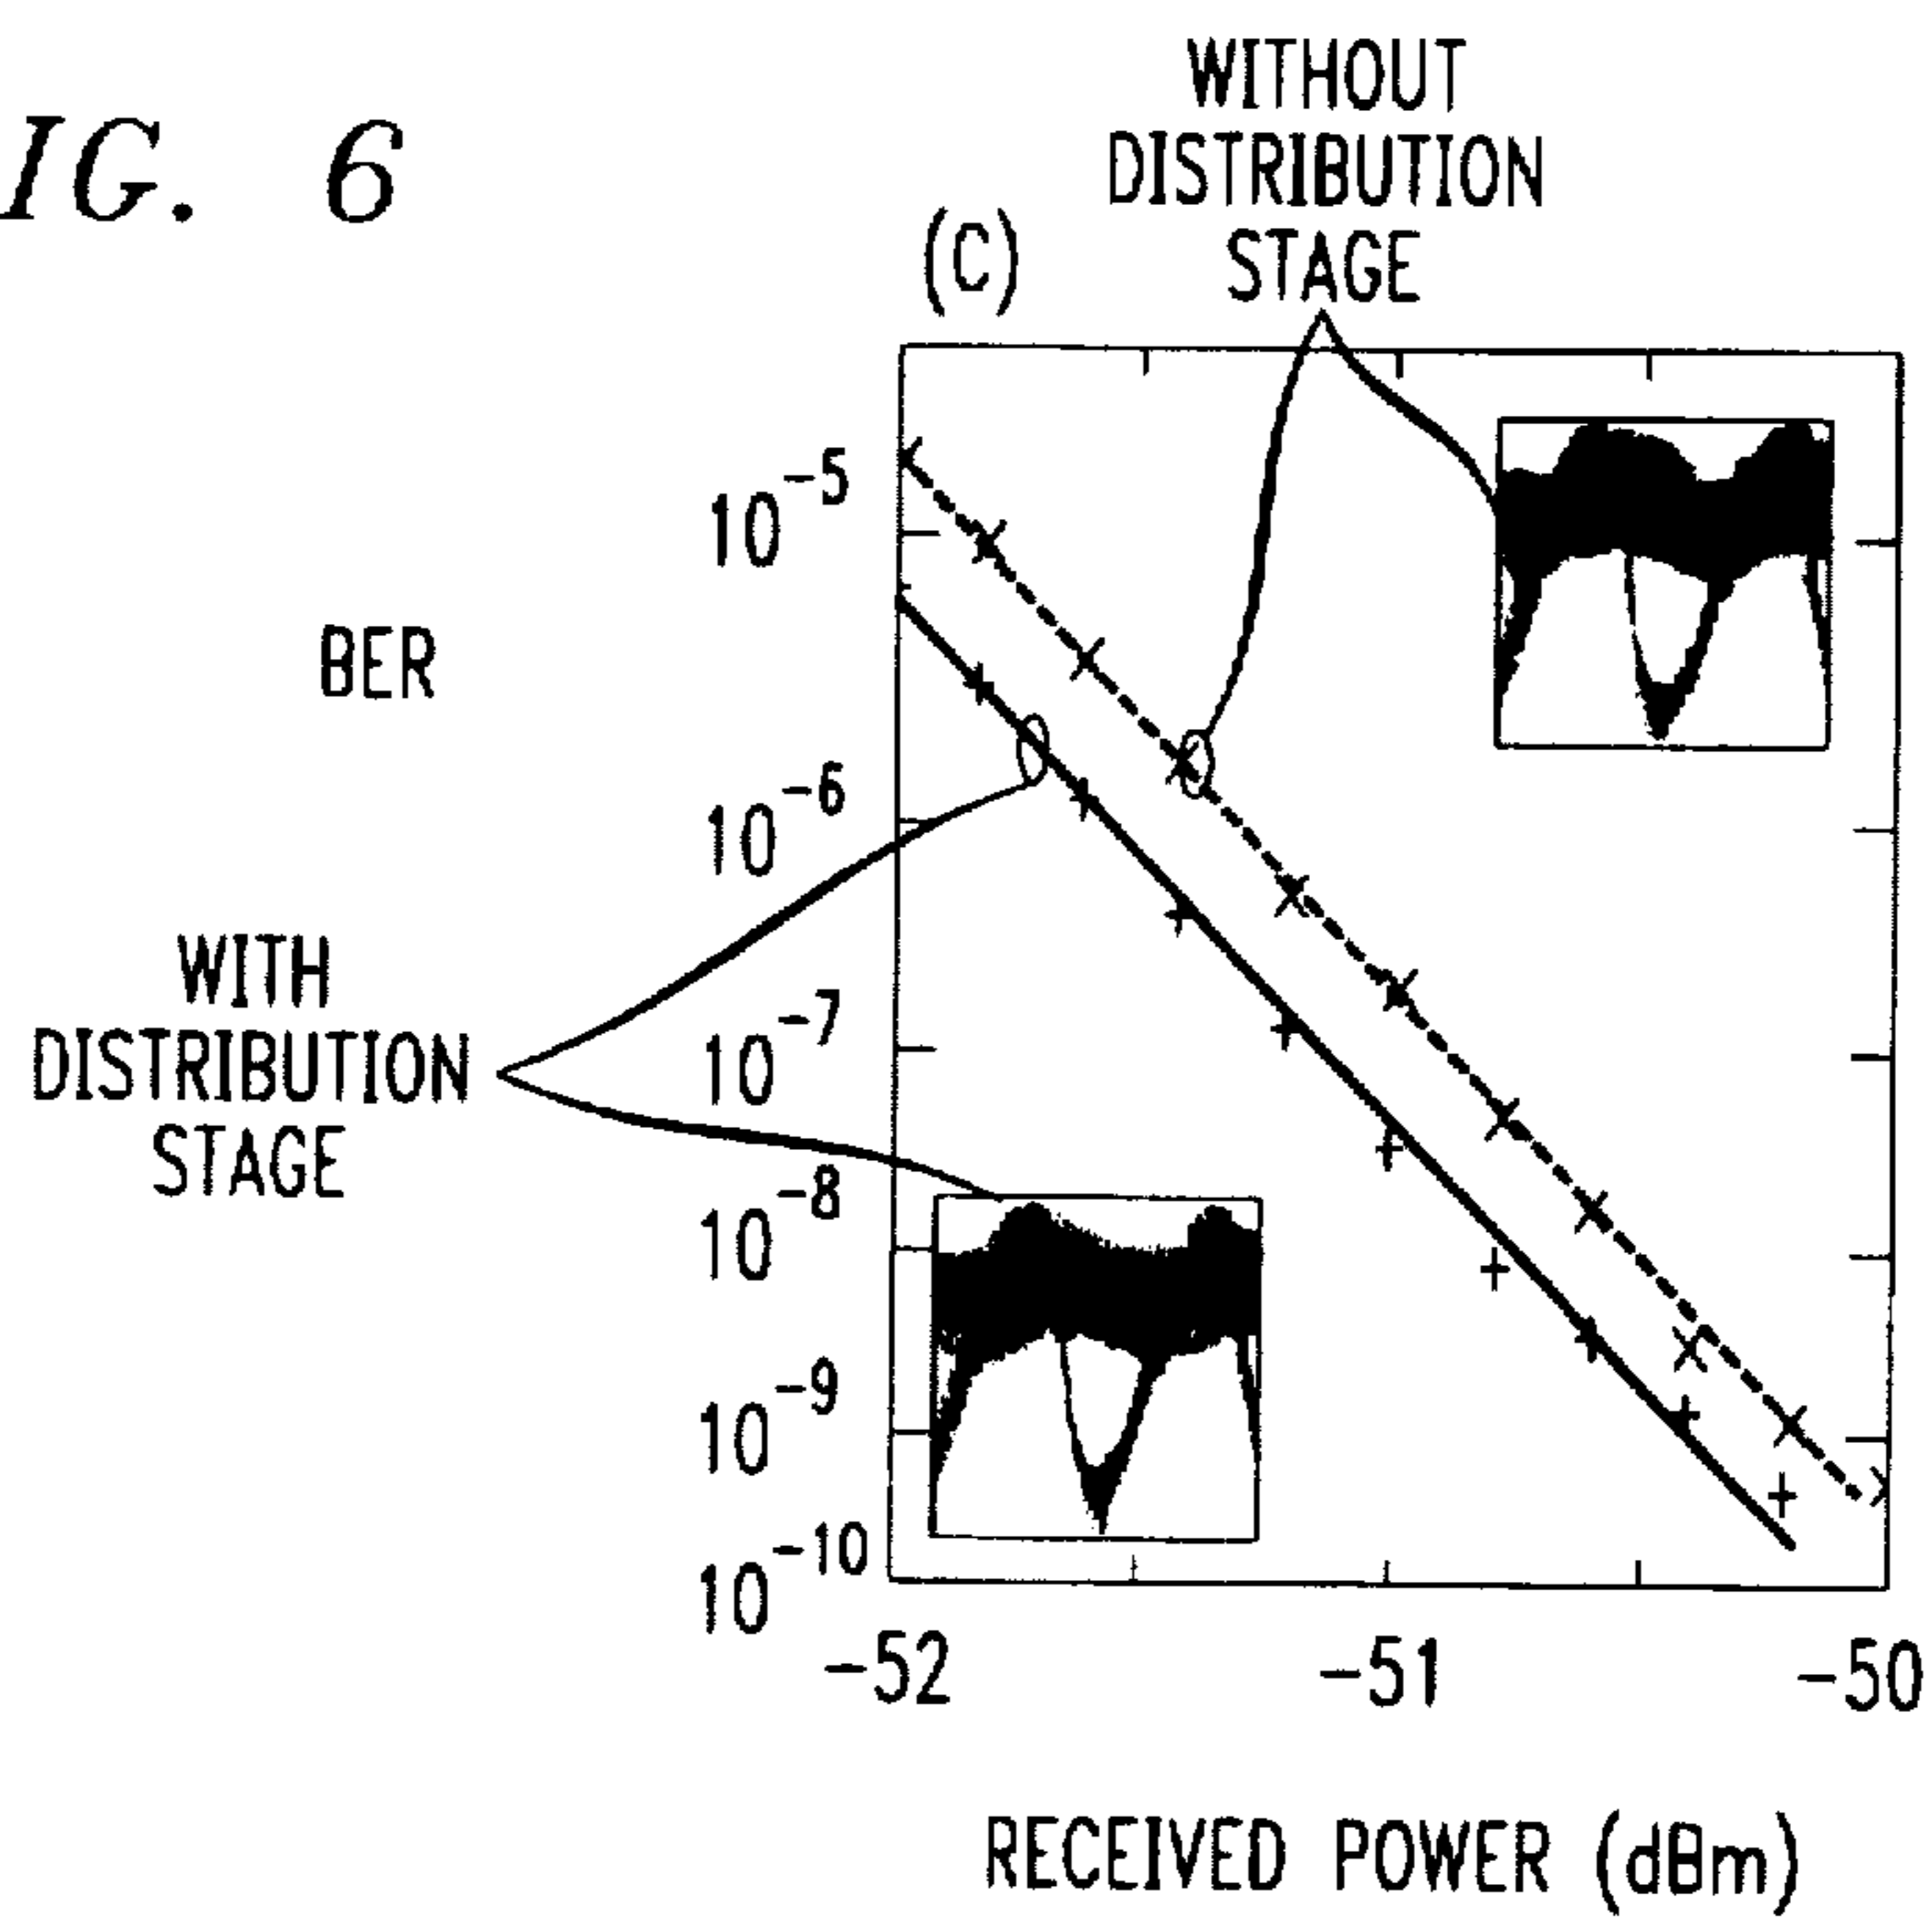 IG. 6
WITHOUT
DISTRIBUTION
STAGE
(C)
10^-5
BER
10^-6
WITH
DISTRIBUTION
STAGE
10^-7
10^-8
10^-9
10^-10
-52
-51
-50
RECEIVED POWER (dBm)